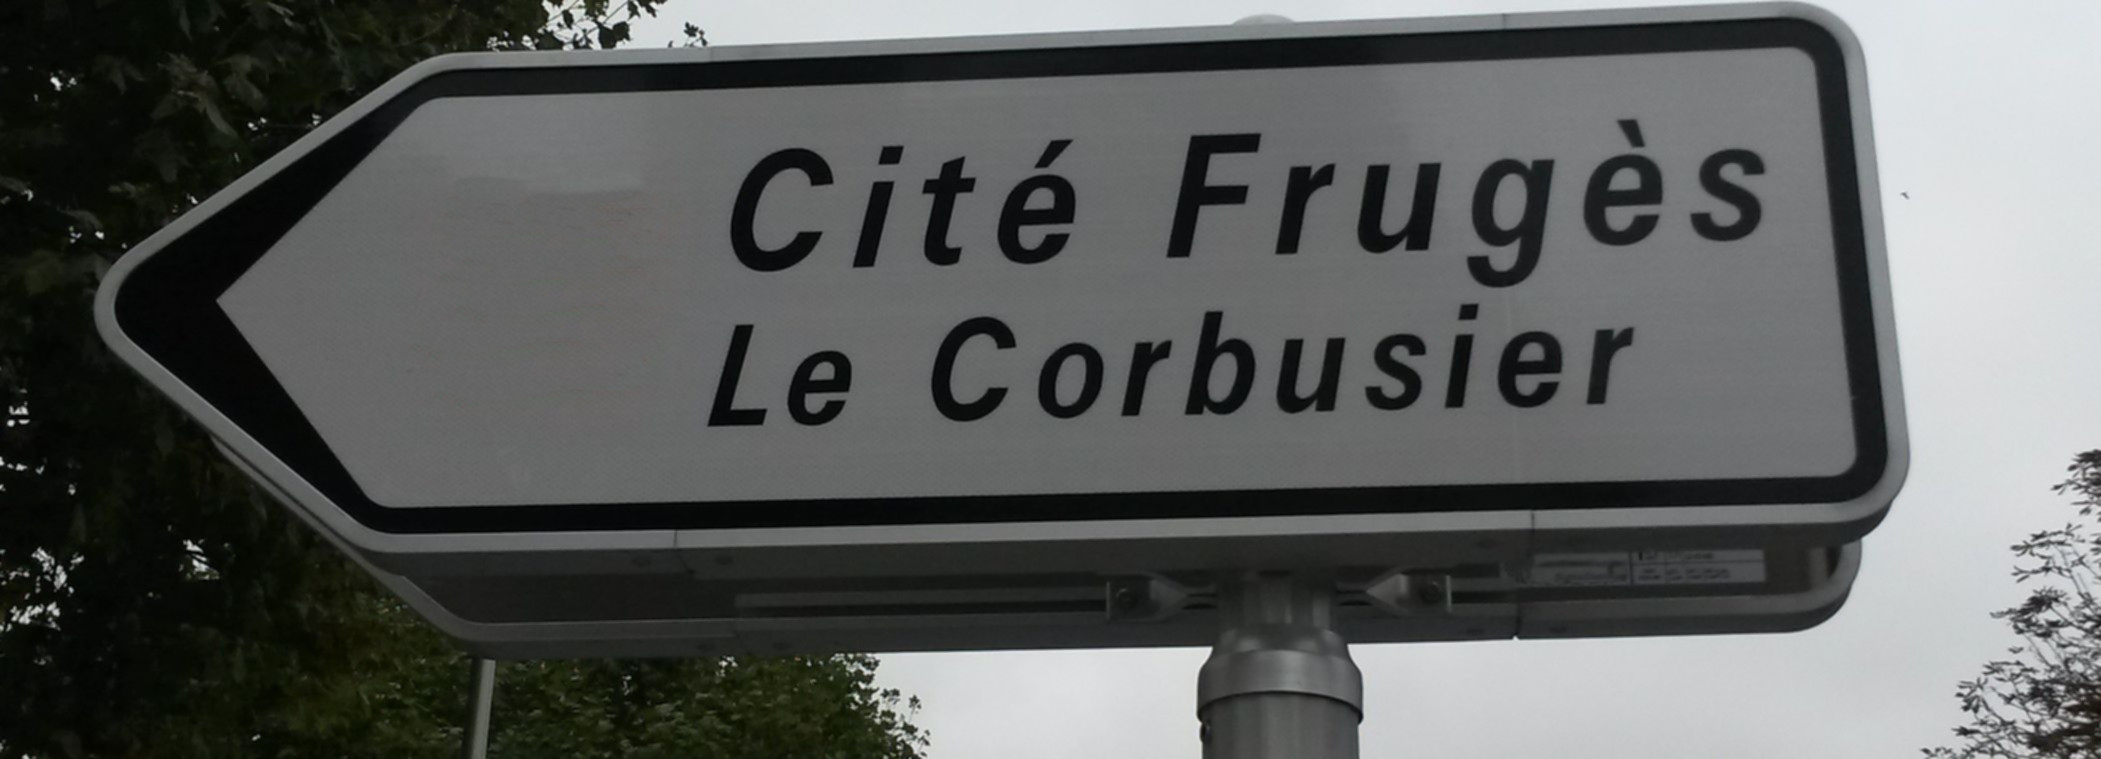 Cité Frugès
Le Corbusier